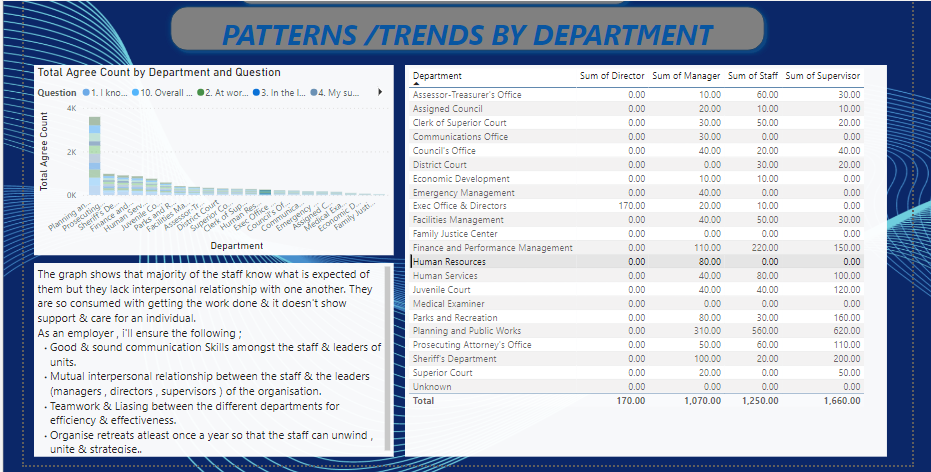 PATTERNS /TRENDS BY DEPARTMENT
Total Agree Count by Department and Question
Question 1. I kno... 10. Overall ... 2. At wor... 3. In the l... 4. My su...
Total Agree Count
4K
2K
0K
Planning an...
Prosecuting...
Sheriff's De...
Finance and...
Human Serv...
Juvenile Co...
Parks and R...
Facilities Ma...
Assessor-Tr...
District Court
Superior Co...
Clerk of Sup...
Human Res...
Exec Office...
Council's Of...
Communica...
Emergency ...
Assigned C...
Medical Exa...
Economic D...
Family Justi...
Department
The graph shows that majority of the staff know what is expected of
them but they lack interpersonal relationship with one another. They
are so consumed with getting the work done & it doesn't show
support & care for an individual.
As an employer , i'll ensure the following ;
• Good & sound communication Skills amongst the staff & leaders of
units.
• Mutual interpersonal relationship between the staff & the leaders
(managers , directors , supervisors ) of the organisation.
• Teamwork & Liasing between the different departments for
efficiency & effectiveness.
• Organise retreats atleast once a year so that the staff can unwind ,
unite & strategise..
Department Sum of Director Sum of Manager Sum of Staff Sum of Supervisor
Assessor-Treasurer's Office 0.00 10.00 60.00 30.00
Assigned Council 0.00 20.00 10.00 10.00
Clerk of Superior Court 0.00 30.00 50.00 20.00
Communications Office 0.00 30.00 0.00 0.00
Council's Office 0.00 40.00 20.00 40.00
District Court 0.00 0.00 30.00 20.00
Economic Development 0.00 10.00 10.00 0.00
Emergency Management 0.00 40.00 0.00 0.00
Exec Office & Directors 170.00 20.00 10.00 0.00
Facilities Management 0.00 40.00 50.00 30.00
Family Justice Center 0.00 0.00 0.00 0.00
Finance and Performance Management 0.00 110.00 220.00 150.00
Human Resources 0.00 80.00 0.00 0.00
Human Services 0.00 40.00 80.00 100.00
Juvenile Court 0.00 40.00 40.00 120.00
Medical Examiner 0.00 0.00 0.00 0.00
Parks and Recreation 0.00 80.00 30.00 160.00
Planning and Public Works 0.00 310.00 560.00 620.00
Prosecuting Attorney's Office 0.00 50.00 60.00 110.00
Sheriff's Department 0.00 100.00 20.00 200.00
Superior Court 0.00 20.00 0.00 50.00
Unknown 0.00 0.00 0.00 0.00
Total 170.00 1,070.00 1,250.00 1,660.00